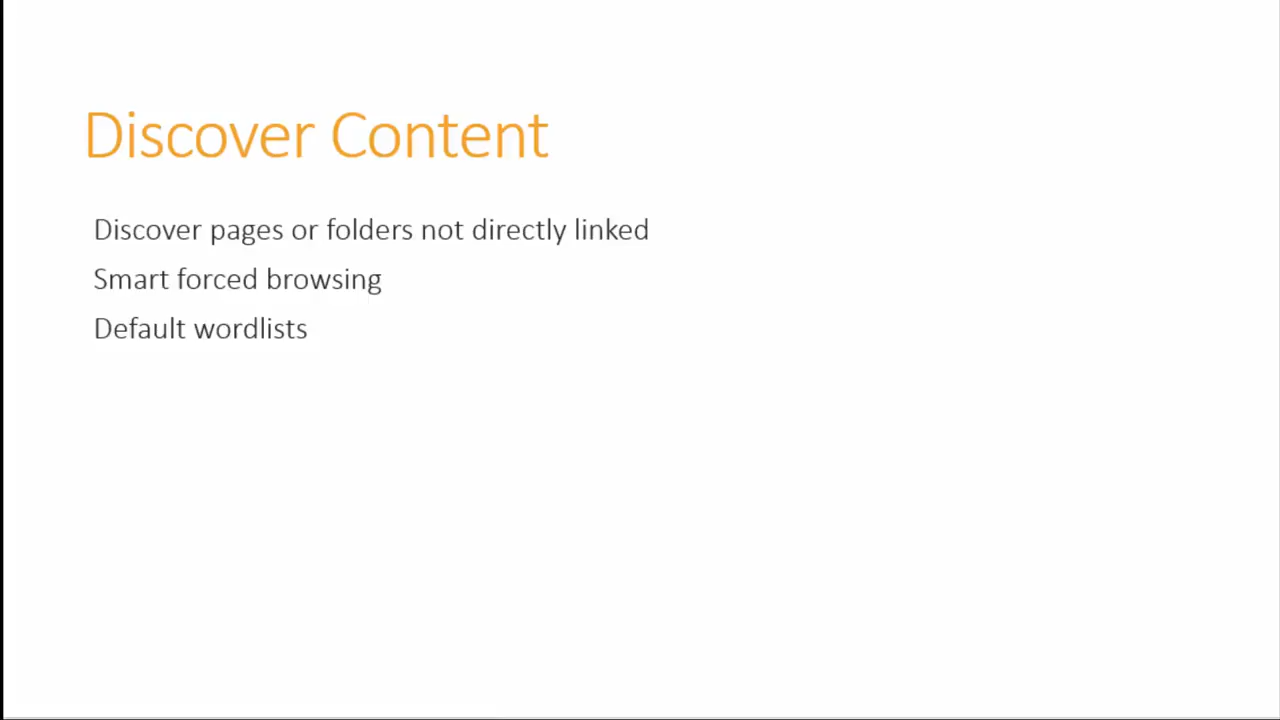 Discover Content
Discover pages or folders not directly linked
Smart forced browsing
Default wordlists